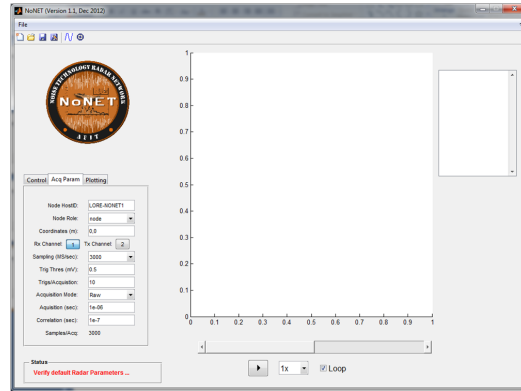 NoNET (Version 1.1, Dec 2012)
File
NOISE TECHNOLOGY RADAR NETWORK
NoNET
AFIT
Control Acq Param Plotting
Node HostID: LORE-NONET1
Node Role: node
Coordinates (m): 0,0
Rx Channel: 1 Tx Channel: 2
Sampling (MS/sec): 3000
Trig Thres (mV): 0.5
Trigs/Acquistion: 10
Acquisition Mode: Raw
Aquisition (sec): 1e-06
Correlation (sec): 1e-7
Samples/Acq: 3000
Status
Verify default Radar Parameters ...
1
0.9
0.8
0.7
0.6
0.5
0.4
0.3
0.2
0.1
0
0 0.1 0.2 0.3 0.4 0.5 0.6 0.7 0.8 0.9 1
1x Loop